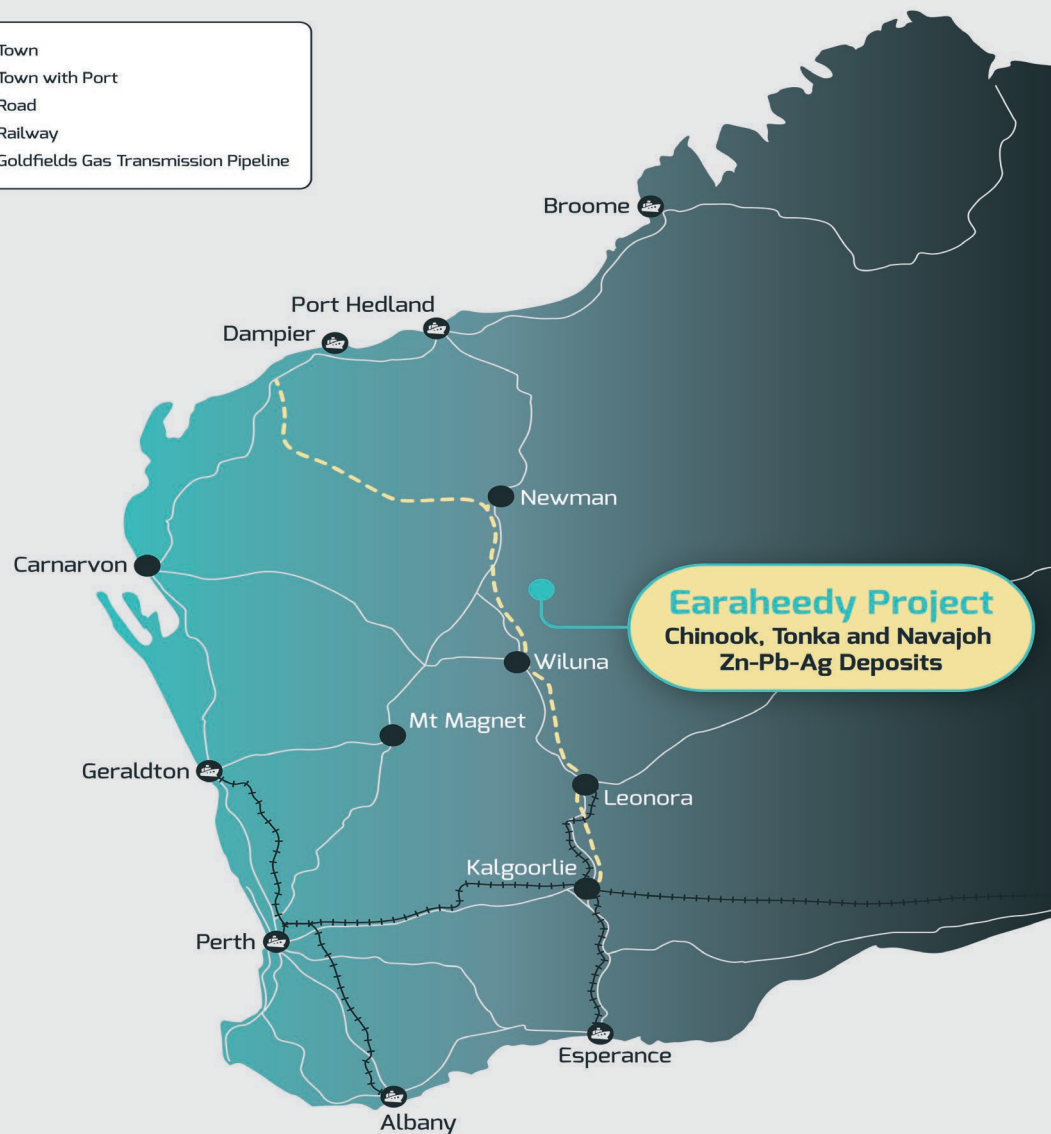 Town
Town with Port
Road
Railway
Goldfields Gas Transmission Pipeline
Broome
Port Hedland
Dampier
Newman
Carnarvon
Earaheedy Project
Chinook, Tonka and Navajoh
Zn-Pb-Ag Deposits
Wiluna
Mt Magnet
Geraldton
Leonora
Kalgoorlie
Perth
Esperance
Albany